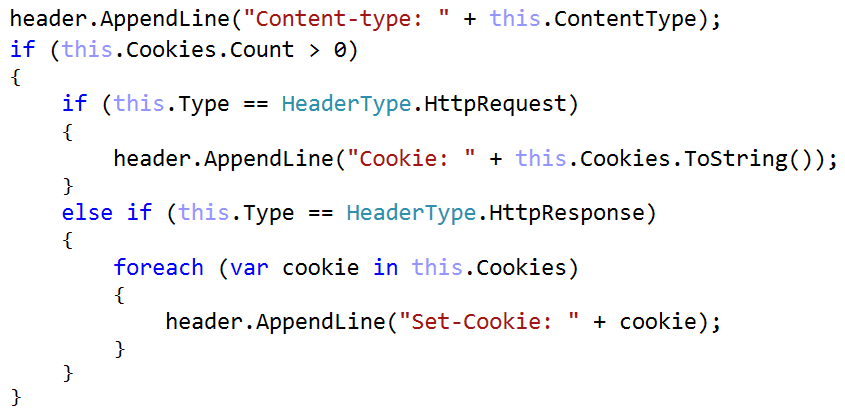 header.AppendLine("Content-type: " + this.ContentType);
if (this.Cookies.Count > 0)
{
    if (this.Type == HeaderType.HttpRequest)
    {
        header.AppendLine("Cookie: " + this.Cookies.ToString());
    }
    else if (this.Type == HeaderType.HttpResponse)
    {
        foreach (var cookie in this.Cookies)
        {
            header.AppendLine("Set-Cookie: " + cookie);
        }
    }
}